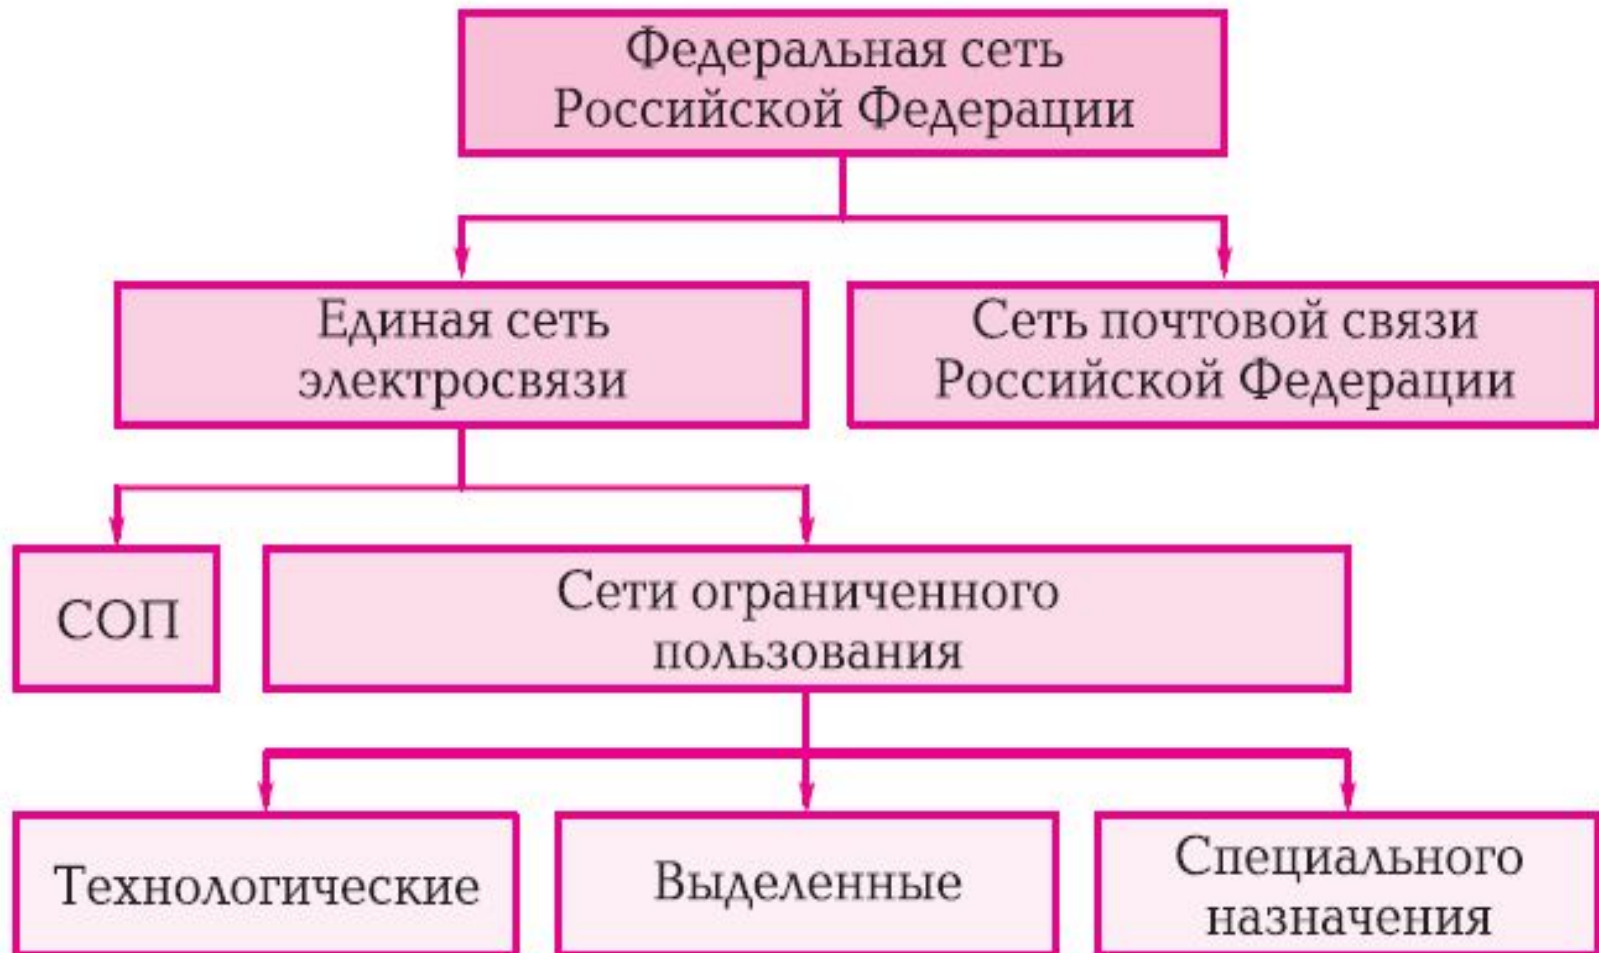 Федеральная сеть
Российской Федерации
Единая сеть
электросвязи
Сеть почтовой связи
Российской Федерации
СОП
Сети ограниченного
пользования
Технологические
Выделенные
Специального
назначения